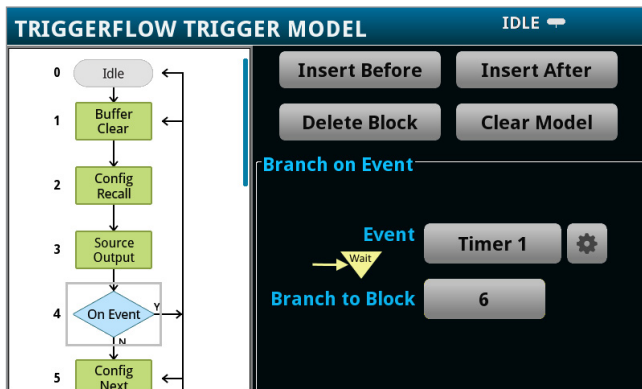 TRIGGERFLOW TRIGGER MODEL
IDLE
0
Idle
1
Buffer
Clear
2
Config
Recall
3
Source
Output
4
On Event
Y
N
5
Config
Next
Insert Before
Insert After
Delete Block
Clear Model
Branch on Event
Event
Timer 1
Wait
Branch to Block
6